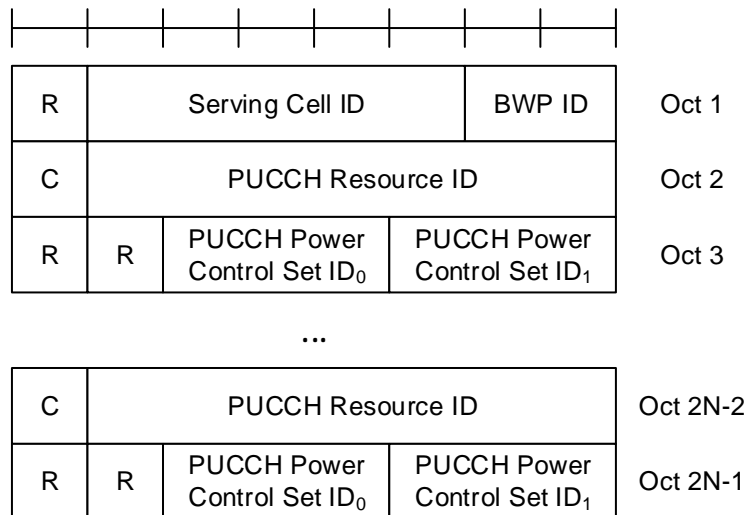 R Serving Cell ID BWP ID Oct 1
C PUCCH Resource ID Oct 2
R R PUCCH Power Control Set ID₀ PUCCH Power Control Set ID₁ Oct 3
...
C PUCCH Resource ID Oct 2N-2
R R PUCCH Power Control Set ID₀ PUCCH Power Control Set ID₁ Oct 2N-1